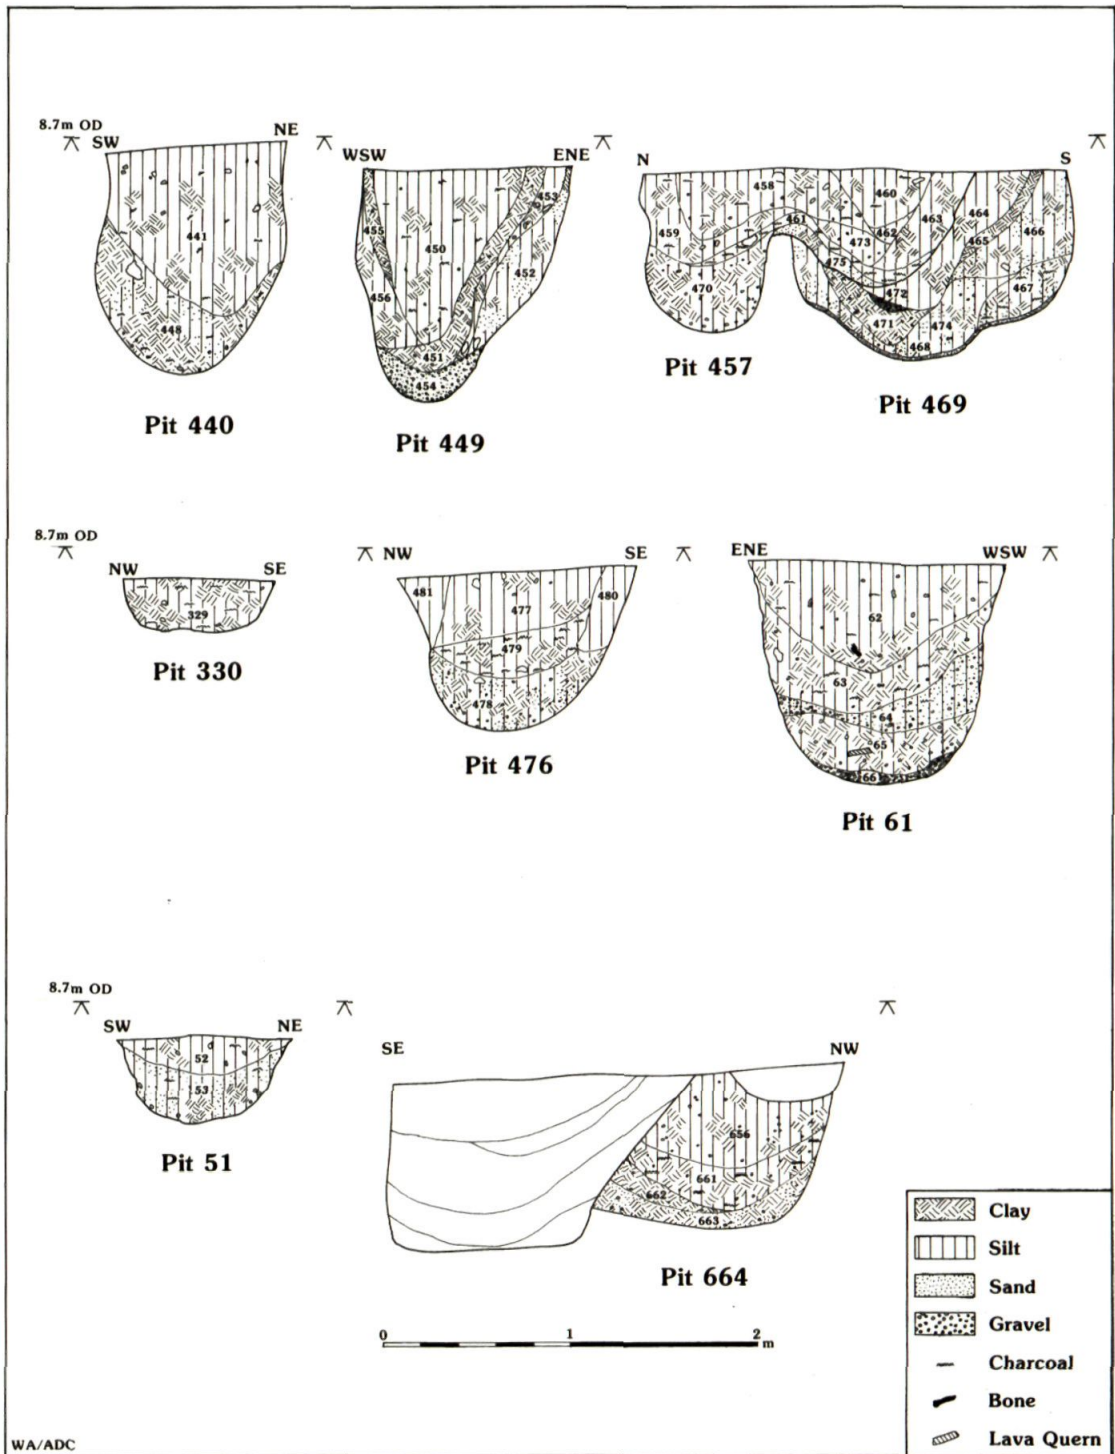 8.7m OD
SW NE
WSW ENE
N S
441
448
455 453
450
452
456
451
454
458 460
459 461 462 463 464
473 465 466
475
470 472 467
471 474
468
Pit 440
Pit 449
Pit 457
Pit 469
8.7m OD
NW SE
NW SE
ENE WSW
329
481 477 480
479
478
62
63
64
65
66
Pit 330
Pit 476
Pit 61
8.7m OD
SW NE
SE NW
52
53
656
661
662
663
Pit 51
Pit 664
0 1 2
m
Clay
Silt
Sand
Gravel
Charcoal
Bone
Lava Quern
WA/ADC